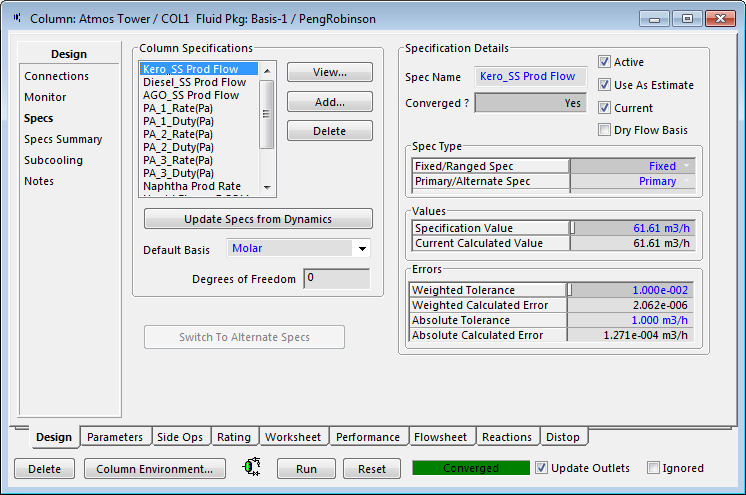 Column: Atmos Tower / COL1 Fluid Pkg: Basis-1 / PengRobinson
Design
Connections
Monitor
Specs
Specs Summary
Subcooling
Notes
Column Specifications
Kero_SS Prod Flow
Diesel_SS Prod Flow
AGO_SS Prod Flow
PA_1_Rate(Pa)
PA_1_Duty(Pa)
PA_2_Rate(Pa)
PA_2_Duty(Pa)
PA_3_Rate(Pa)
PA_3_Duty(Pa)
Naphtha Prod Rate
View...
Add...
Delete
Update Specs from Dynamics
Default Basis Molar
Degrees of Freedom 0
Switch To Alternate Specs
Specification Details
Spec Name Kero_SS Prod Flow
Converged ? Yes
Active
Use As Estimate
Current
Dry Flow Basis
Spec Type
Fixed/Ranged Spec Fixed
Primary/Alternate Spec Primary
Values
Specification Value 61.61 m3/h
Current Calculated Value 61.61 m3/h
Errors
Weighted Tolerance 1.000e-002
Weighted Calculated Error 2.062e-006
Absolute Tolerance 1.000 m3/h
Absolute Calculated Error 1.271e-004 m3/h
Design Parameters Side Ops Rating Worksheet Performance Flowsheet Reactions Distop
Delete Column Environment... Run Reset Converged Update Outlets Ignored